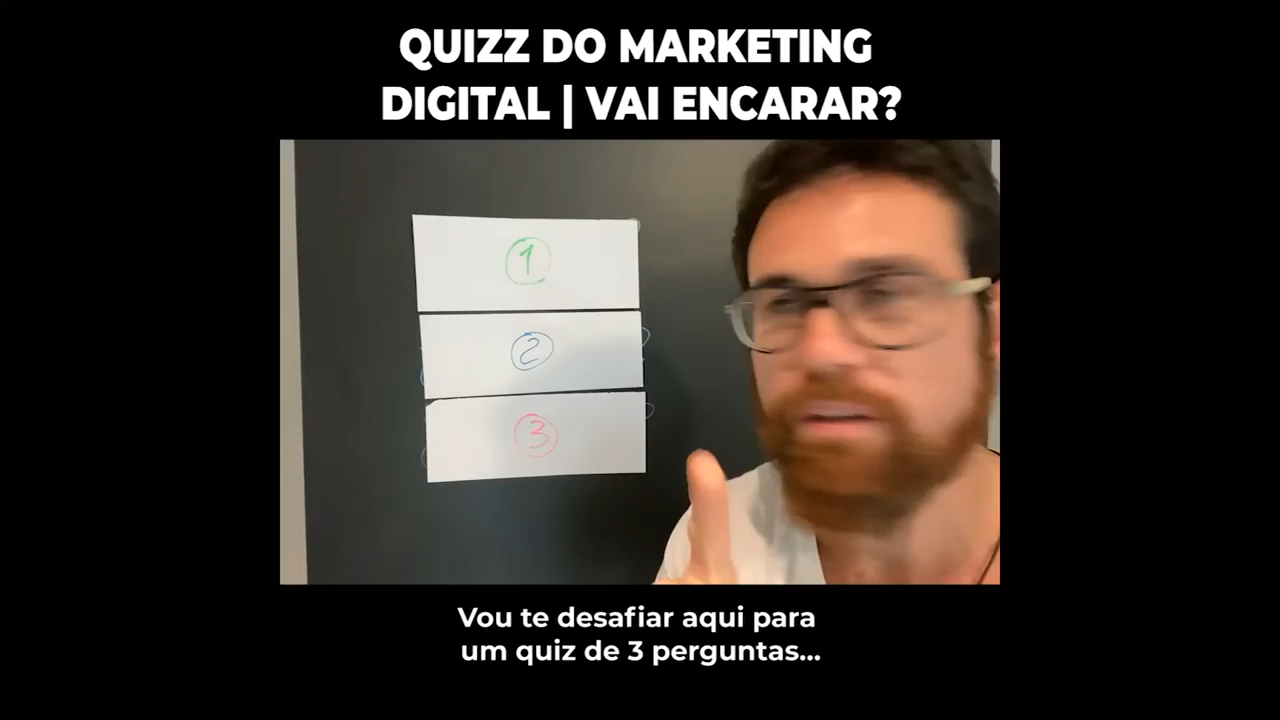 QUIZZ DO MARKETING
DIGITAL | VAI ENCARAR?
1
2
3
Vou te desafiar aqui para
um quiz de 3 perguntas...